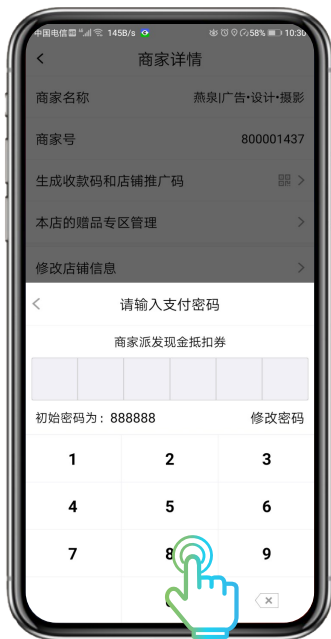 中国电信 4G 145B/s 58% 10:30
商家详情
商家名称 燕泉|广告•设计•摄影
商家号 800001437
生成收款码和店铺推广码
本店的赠品专区管理
修改店铺信息
请输入支付密码
商家派发现金抵扣券
初始密码为：888888 修改密码
1 2 3
4 5 6
7 8 9